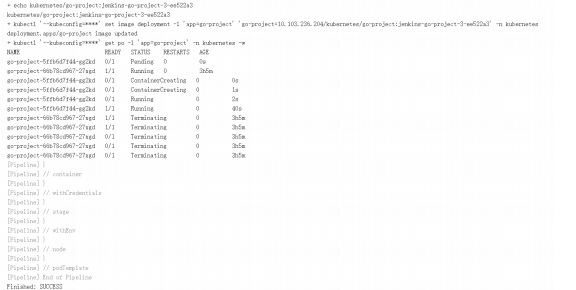 + echo kubernetes/go-project:jenkins-go-project-3-ee522a3
kubernetes/go-project:jenkins-go-project-3-ee522a3
+ kubectl '--kubeconfig=****' set image deployment -l 'app=go-project' 'go-project=10.103.236.204/kubernetes/go-project:jenkins-go-project-3-ee522a3' -n kubernetes
deployment.apps/go-project image updated
+ kubectl '--kubeconfig=****' get po -l 'app=go-project' -n kubernetes -w
NAME READY STATUS RESTARTS AGE
go-project-5ffb6d7f44-gg2kd 0/1 Pending 0 0s
go-project-66b78cd967-27xgd 1/1 Running 0 3h5m
go-project-5ffb6d7f44-gg2kd 0/1 ContainerCreating 0 0s
go-project-5ffb6d7f44-gg2kd 0/1 ContainerCreating 0 1s
go-project-5ffb6d7f44-gg2kd 0/1 Running 0 2s
go-project-5ffb6d7f44-gg2kd 1/1 Running 0 40s
go-project-66b78cd967-27xgd 1/1 Terminating 0 3h5m
go-project-66b78cd967-27xgd 0/1 Terminating 0 3h5m
go-project-66b78cd967-27xgd 0/1 Terminating 0 3h5m
go-project-66b78cd967-27xgd 0/1 Terminating 0 3h5m
[Pipeline] }
[Pipeline] // container
[Pipeline] }
[Pipeline] // withCredentials
[Pipeline] }
[Pipeline] // stage
[Pipeline] }
[Pipeline] // withEnv
[Pipeline] }
[Pipeline] // node
[Pipeline] }
[Pipeline] // podTemplate
[Pipeline] End of Pipeline
Finished: SUCCESS